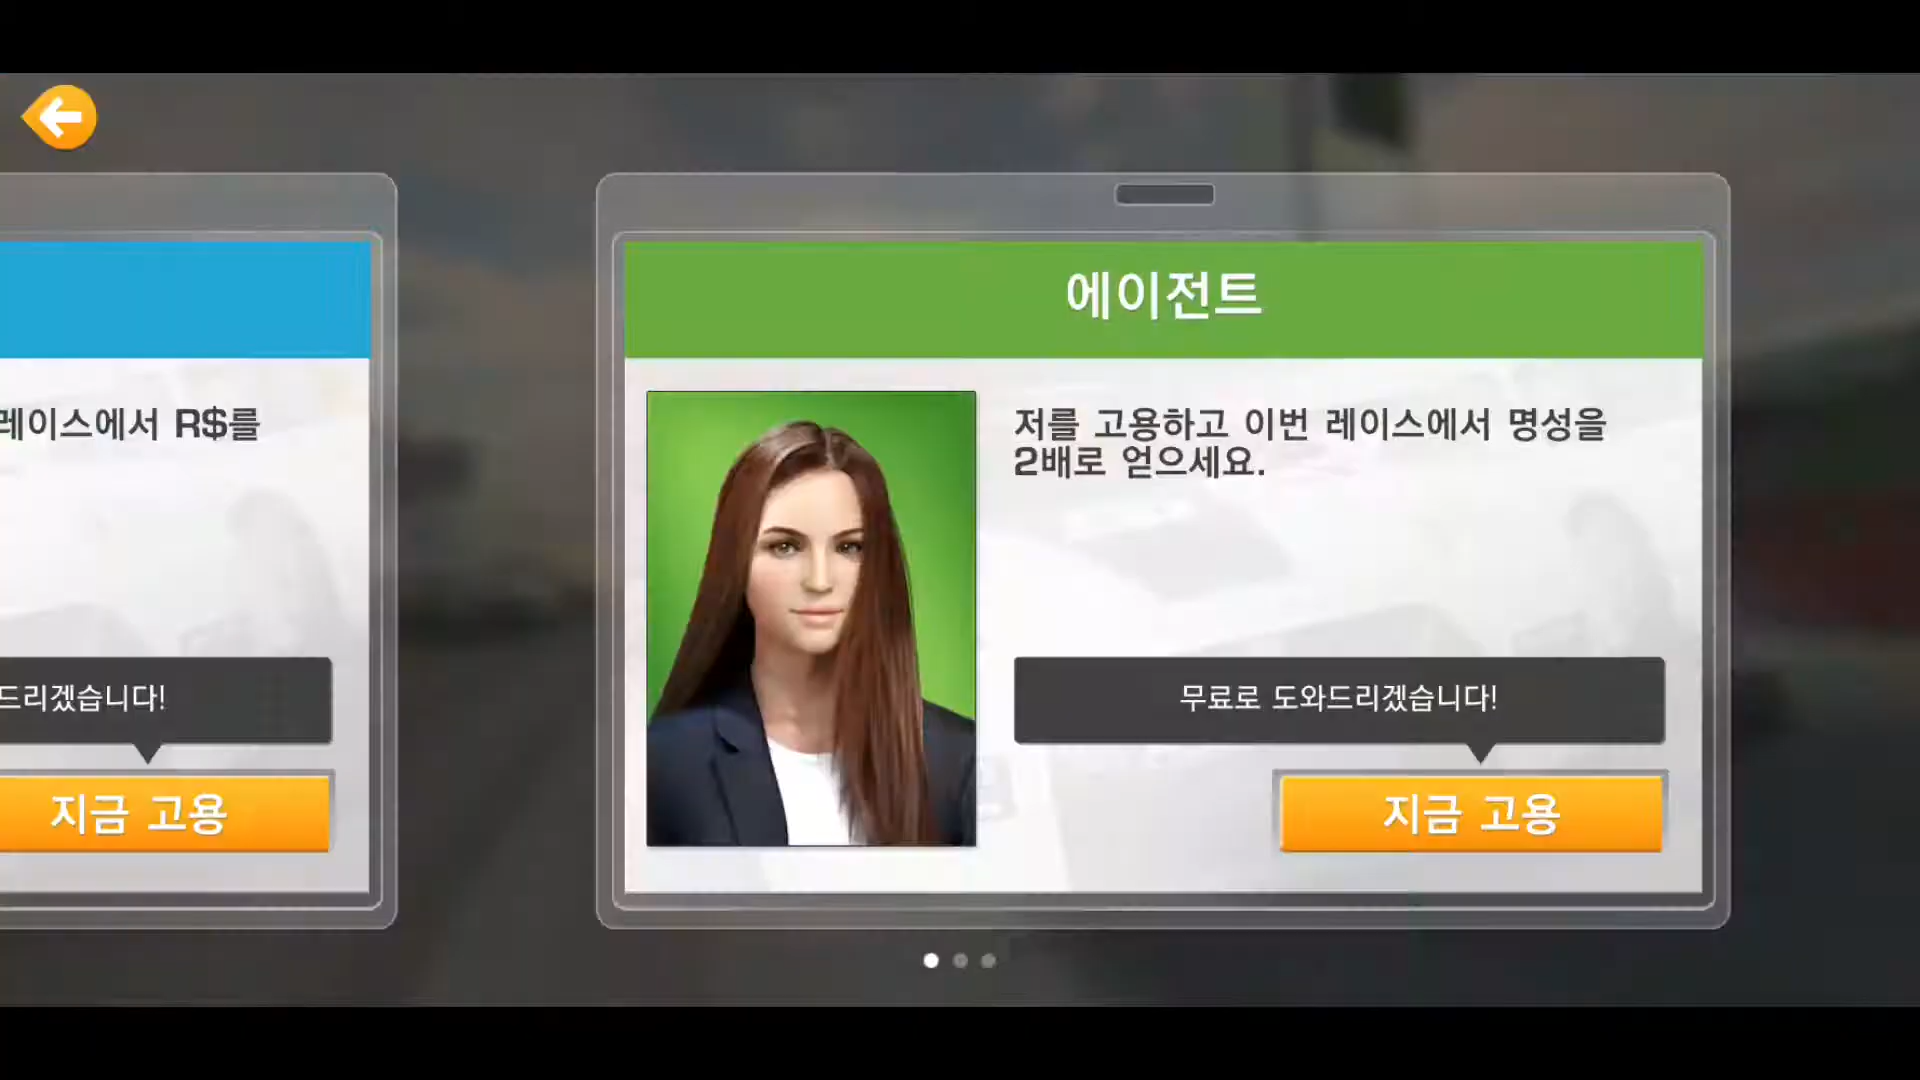 레이스에서 R$를
드리겠습니다!
지금 고용
에이전트
저를 고용하고 이번 레이스에서 명성을
2배로 얻으세요.
무료로 도와드리겠습니다!
지금 고용